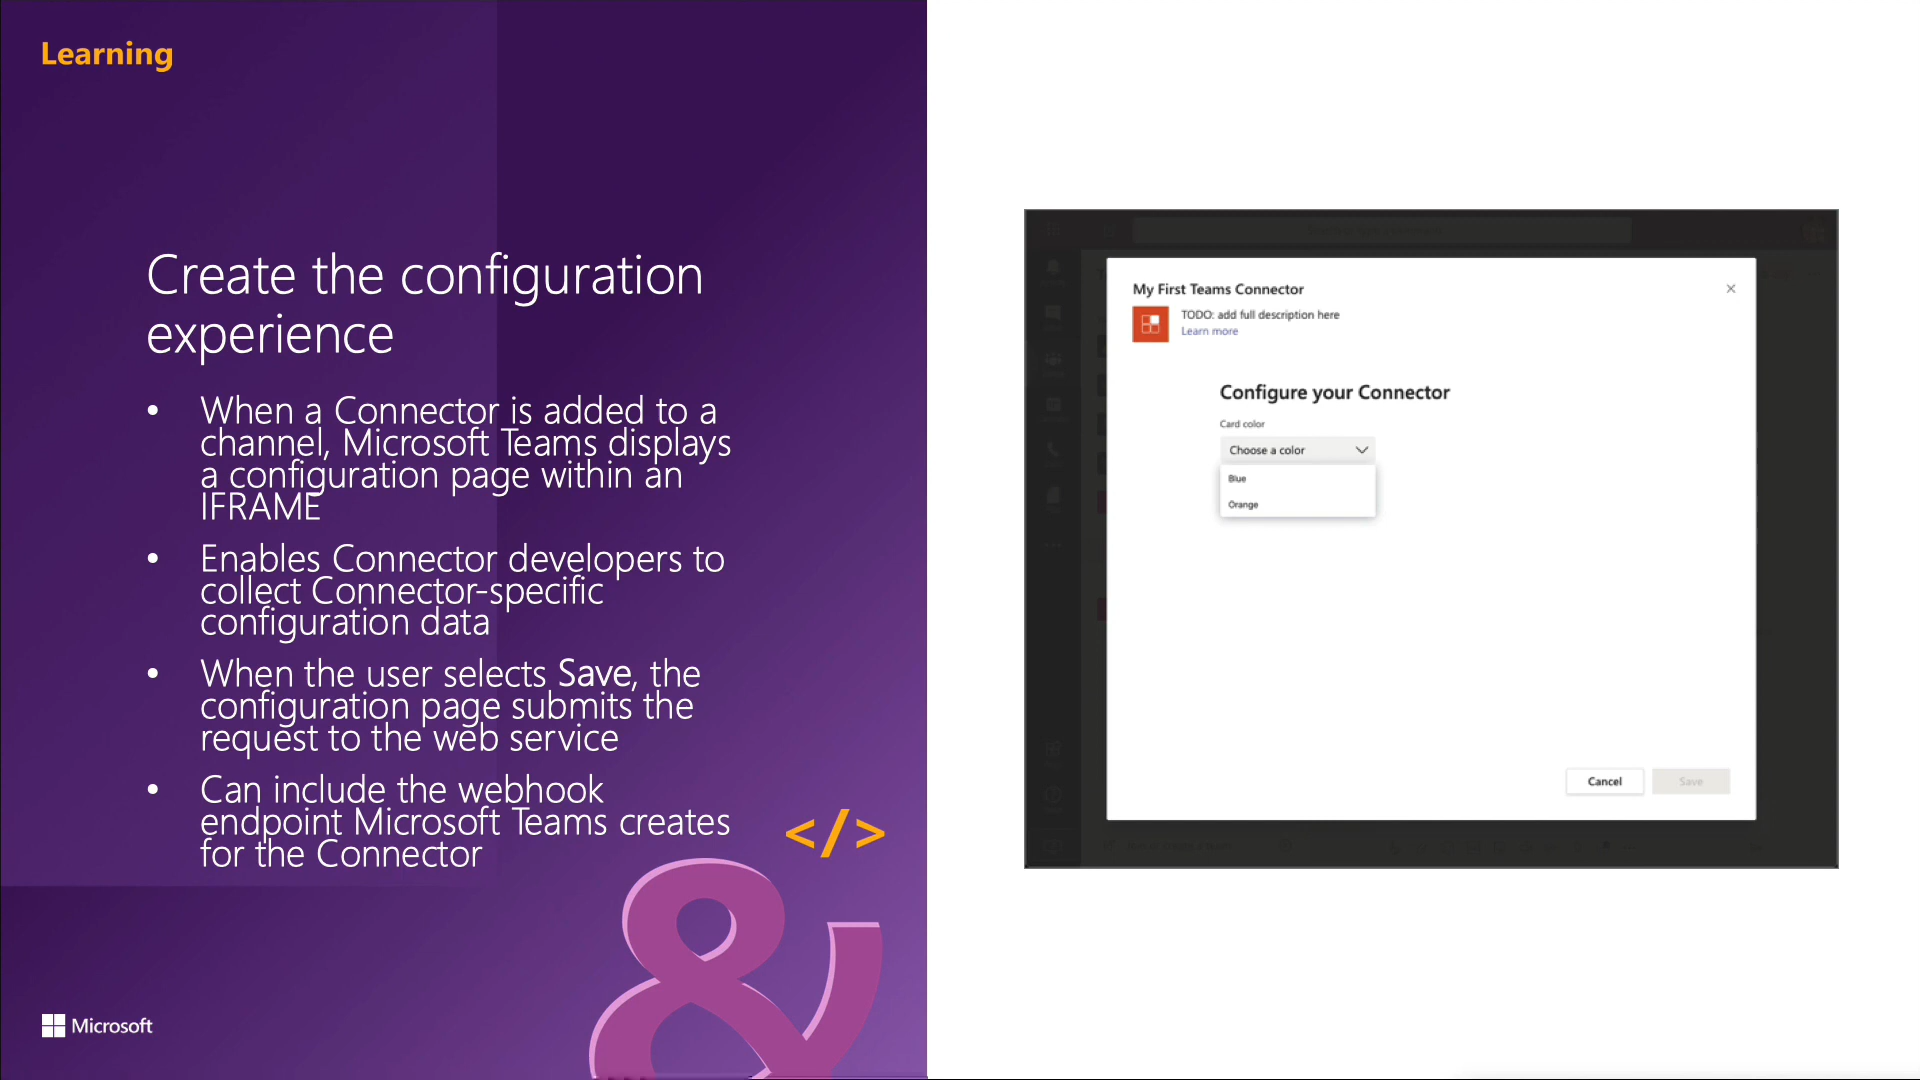 Learning
Create the configuration
experience
• When a Connector is added to a
channel, Microsoft Teams displays
a configuration page within an
IFRAME
• Enables Connector developers to
collect Connector-specific
configuration data
• When the user selects Save, the
configuration page submits the
request to the web service
• Can include the webhook
endpoint Microsoft Teams creates
for the Connector
</>
&
Microsoft
My First Teams Connector
TODO: add full description here
Learn more
Configure your Connector
Card color
Choose a color
Blue
Orange
Cancel
Save